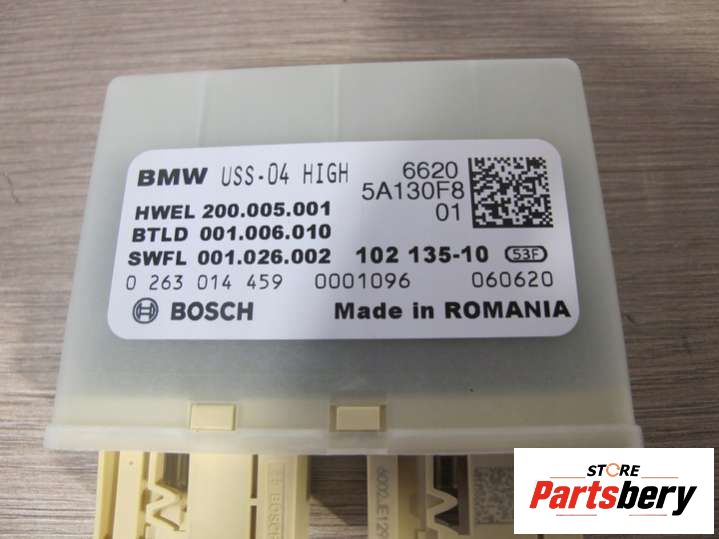 BMW USS-04 HIGH 6620
5A130F8
01
HWEL 200.005.001
BTLD 001.006.010
SWFL 001.026.002 102 135-10 53F
0 263 014 459 0001096 060620
BOSCH Made in ROMANIA
BOSCH
STORE
Partsbery